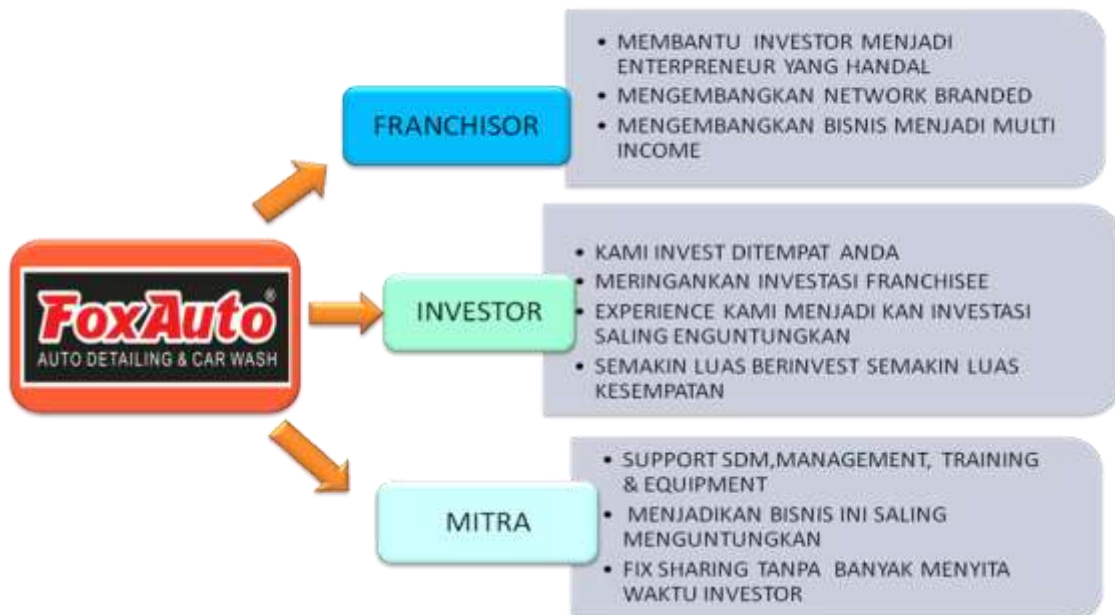 FoxAuto®
AUTO DETAILING & CAR WASH
FRANCHISOR
• MEMBANTU INVESTOR MENJADI
ENTERPRENEUR YANG HANDAL
• MENGEMBANGKAN NETWORK BRANDED
• MENGEMBANGKAN BISNIS MENJADI MULTI
INCOME
INVESTOR
• KAMI INVEST DITEMPAT ANDA
• MERINGANKAN INVESTASI FRANCHISEE
• EXPERIENCE KAMI MENJADI KAN INVESTASI
SALING ENGUNTUNGKAN
• SEMAKIN LUAS BERINVEST SEMAKIN LUAS
KESEMPATAN
MITRA
• SUPPORT SDM,MANAGEMENT, TRAINING
& EQUIPMENT
• MENJADIKAN BISNIS INI SALING
MENGUNTUNGKAN
• FIX SHARING TANPA BANYAK MENYITA
WAKTU INVESTOR